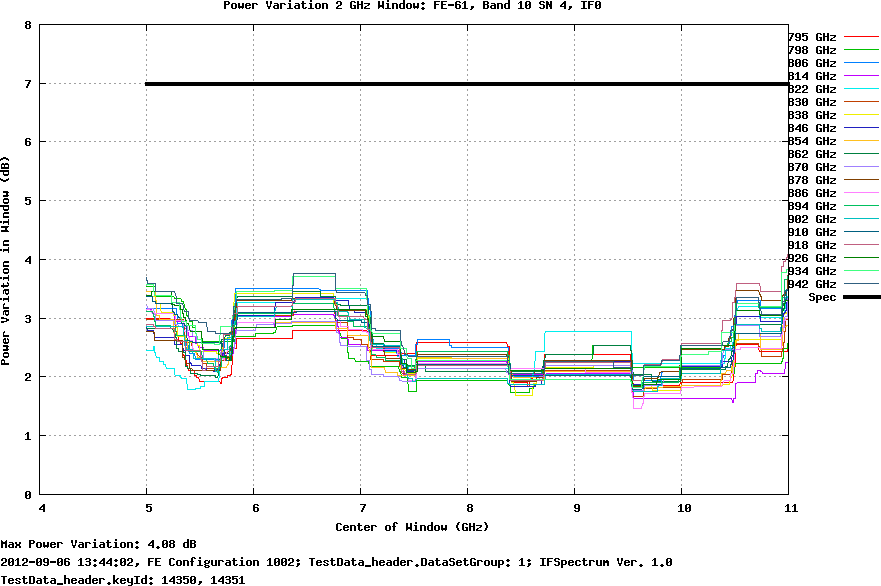 Power Variation 2 GHz Window: FE-61, Band 10 SN 4, IF0
8
7
6
5
4
3
2
1
0
Power Variation in Window (dB)
4 5 6 7 8 9 10 11
Center of Window (GHz)
795 GHz
798 GHz
806 GHz
814 GHz
822 GHz
830 GHz
838 GHz
846 GHz
854 GHz
862 GHz
870 GHz
878 GHz
886 GHz
894 GHz
902 GHz
910 GHz
918 GHz
926 GHz
934 GHz
942 GHz
Spec
Max Power Variation: 4.08 dB
2012-09-06 13:44:02, FE Configuration 1002; TestData_header.DataSetGroup: 1; IFSpectrum Ver. 1.0
TestData_header.keyId: 14350, 14351